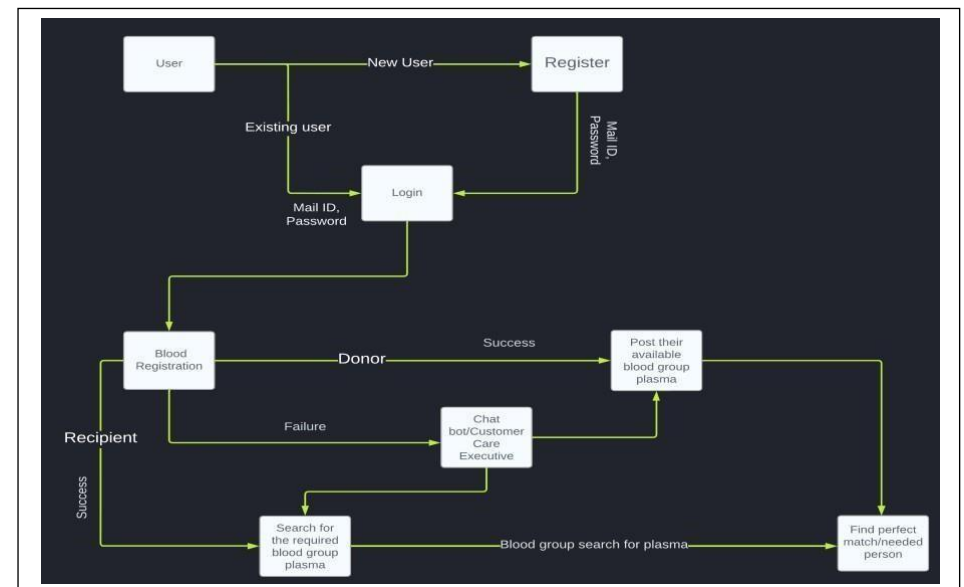 User
New User
Register
Existing user
Mail ID,
Password
Login
Mail ID,
Password
Blood
Registration
Donor
Success
Post their
available
blood group
plasma
Failure
Chat
bot/Customer
Care
Executive
Recipient
Success
Search for
the required
blood group
plasma
Blood group search for plasma
Find perfect
match/needed
person